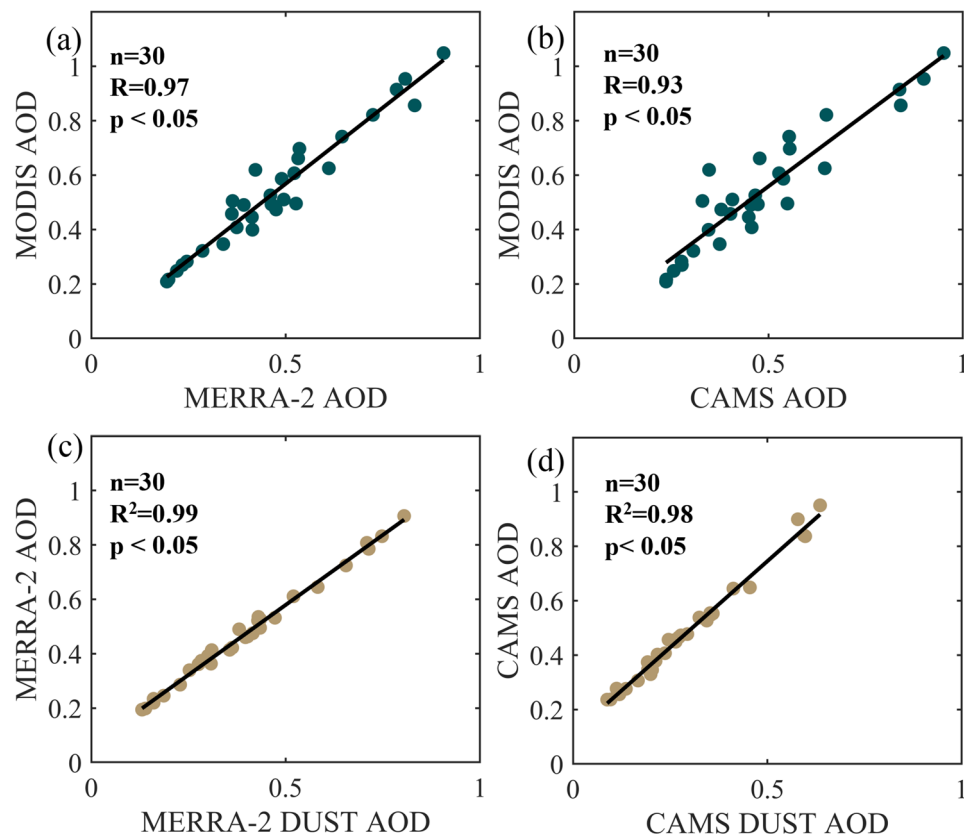 (a)
n=30
R=0.97
p < 0.05
MODIS AOD
1
0.8
0.6
0.4
0.2
0
0
0.5
1
MERRA-2 AOD
(b)
n=30
R=0.93
p < 0.05
MODIS AOD
1
0.8
0.6
0.4
0.2
0
0
0.5
1
CAMS AOD
(c)
n=30
R²=0.99
p < 0.05
MERRA-2 AOD
1
0.8
0.6
0.4
0.2
0
0
0.5
1
MERRA-2 DUST AOD
(d)
n=30
R²=0.98
p< 0.05
CAMS AOD
1
0.8
0.6
0.4
0.2
0
0
0.5
1
CAMS DUST AOD